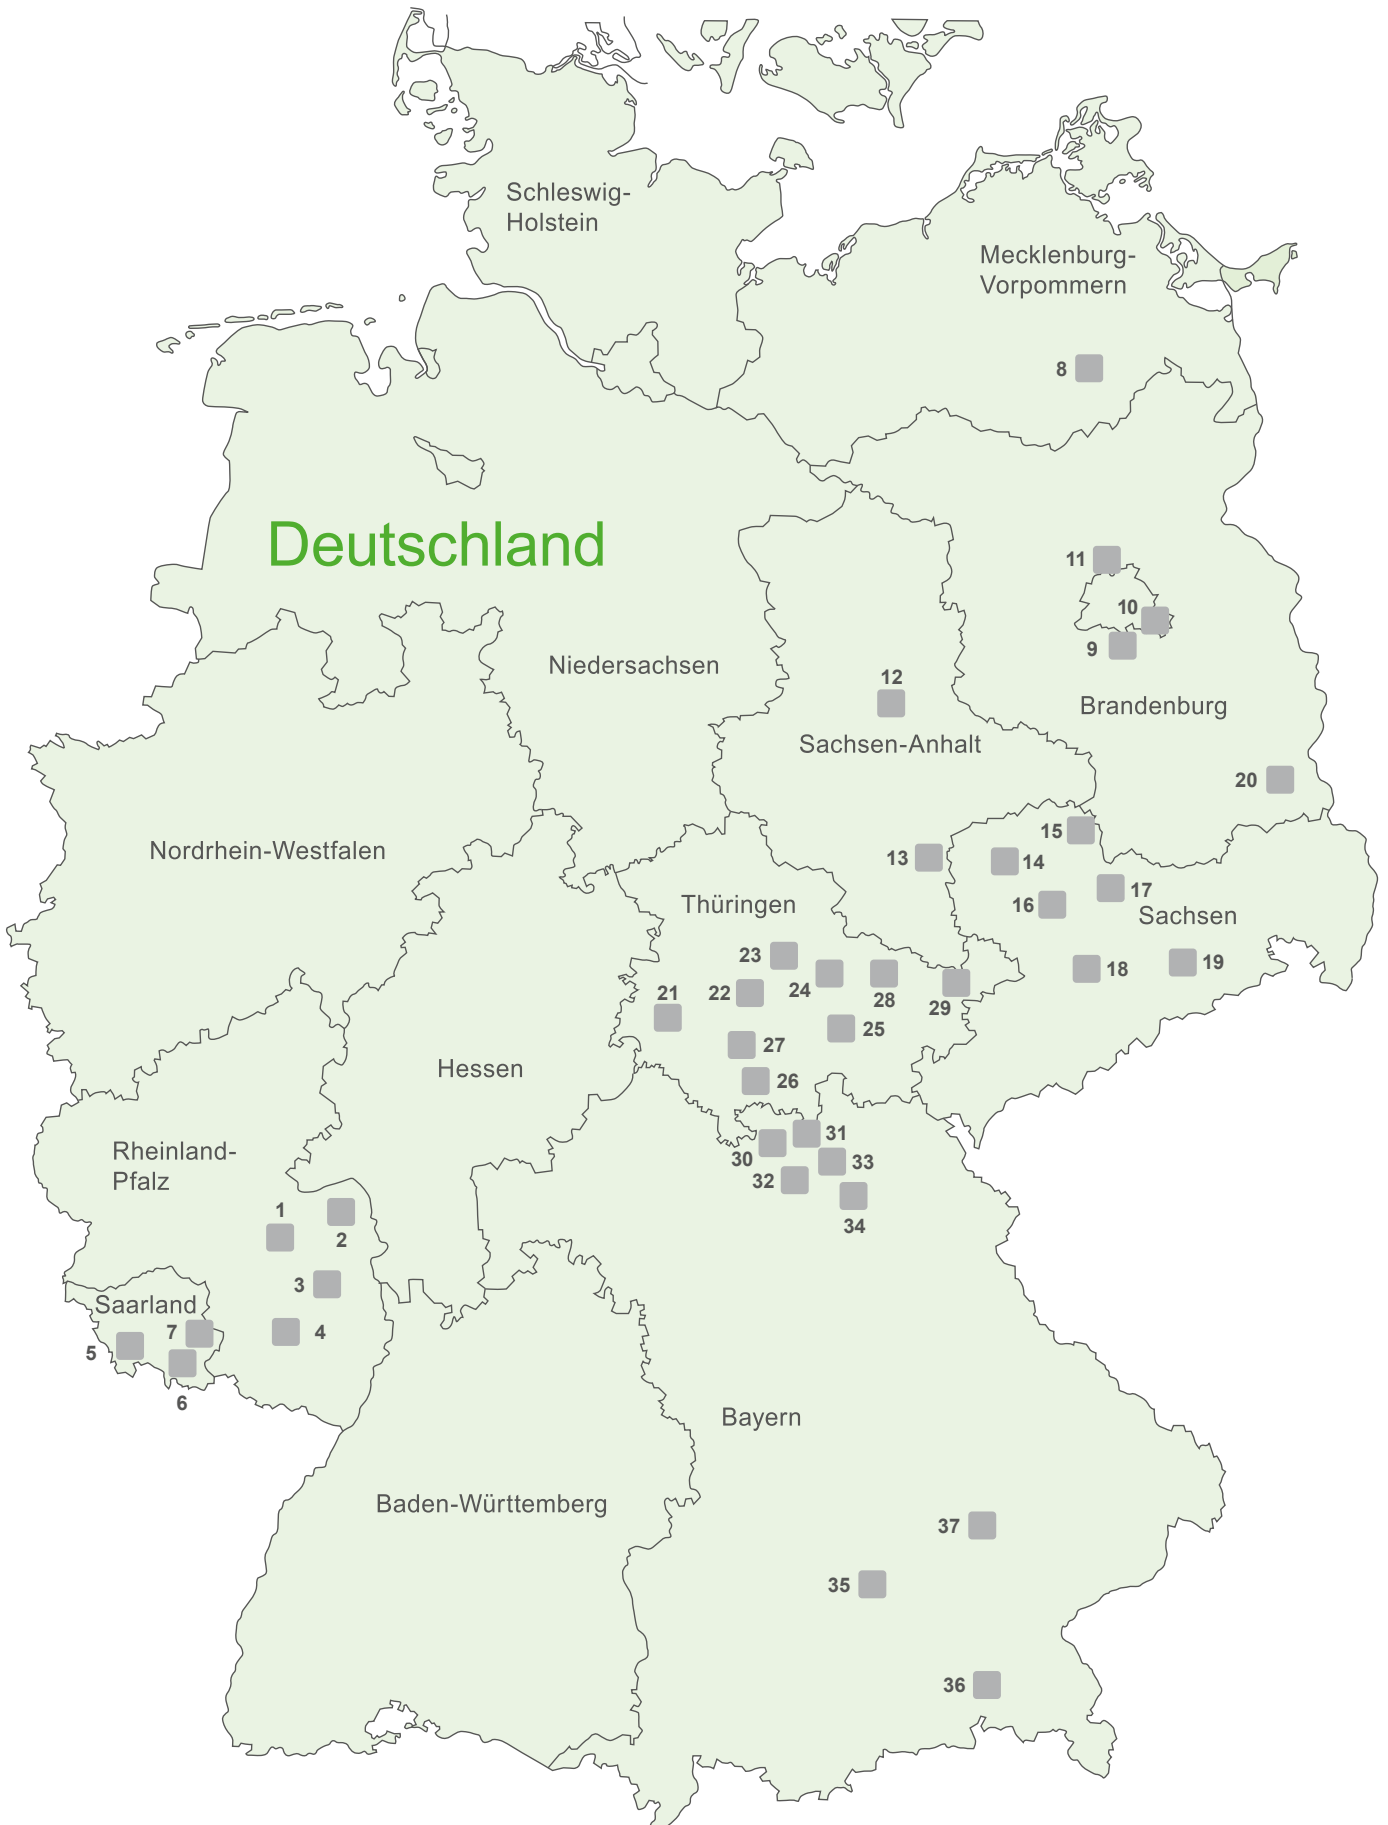 Schleswig-
Holstein
Mecklenburg-
Vorpommern
8
Deutschland
11
10
9
Niedersachsen
12
Brandenburg
Sachsen-Anhalt
20
15
Nordrhein-Westfalen
13
14
17
16
Sachsen
Thüringen
23
18
19
22
24
28
29
21
25
27
Hessen
26
31
Rheinland-
Pfalz
30
33
32
1
34
2
3
Saarland
7
4
5
6
Bayern
Baden-Württemberg
37
35
36